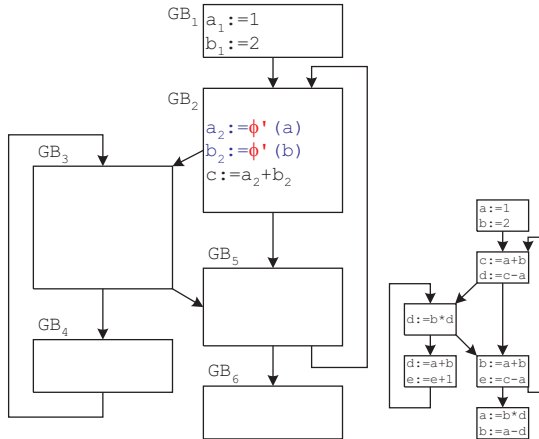 GB₁
a₁:=1
b₁:=2
GB₂
a₂:=ϕ'(a)
b₂:=ϕ'(b)
c:=a₂+b₂
GB₃
GB₅
GB₄
GB₆
a:=1
b:=2
c:=a+b
d:=c-a
d:=b*d
d:=a+b
e:=e+1
b:=a+b
e:=c-a
a:=b*d
b:=a-d